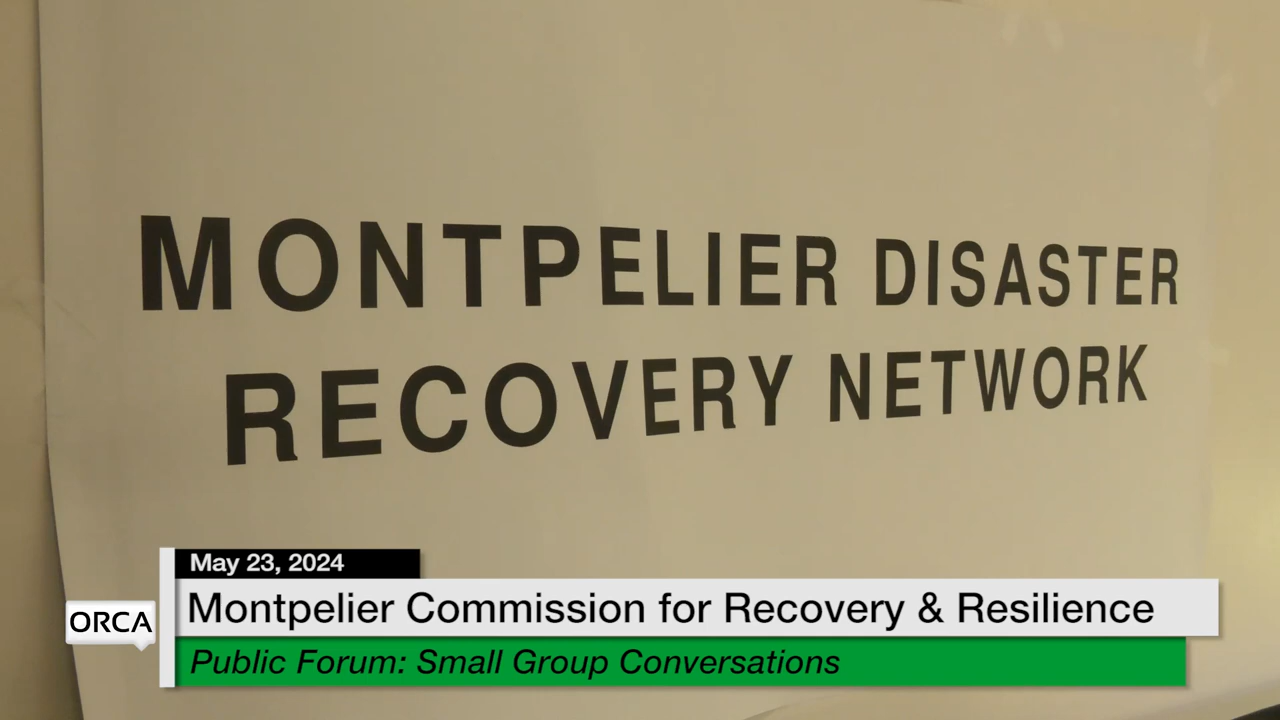 MONTPELIER DISASTER
RECOVERY NETWORK
May 23, 2024
ORCA
Montpelier Commission for Recovery & Resilience
Public Forum: Small Group Conversations